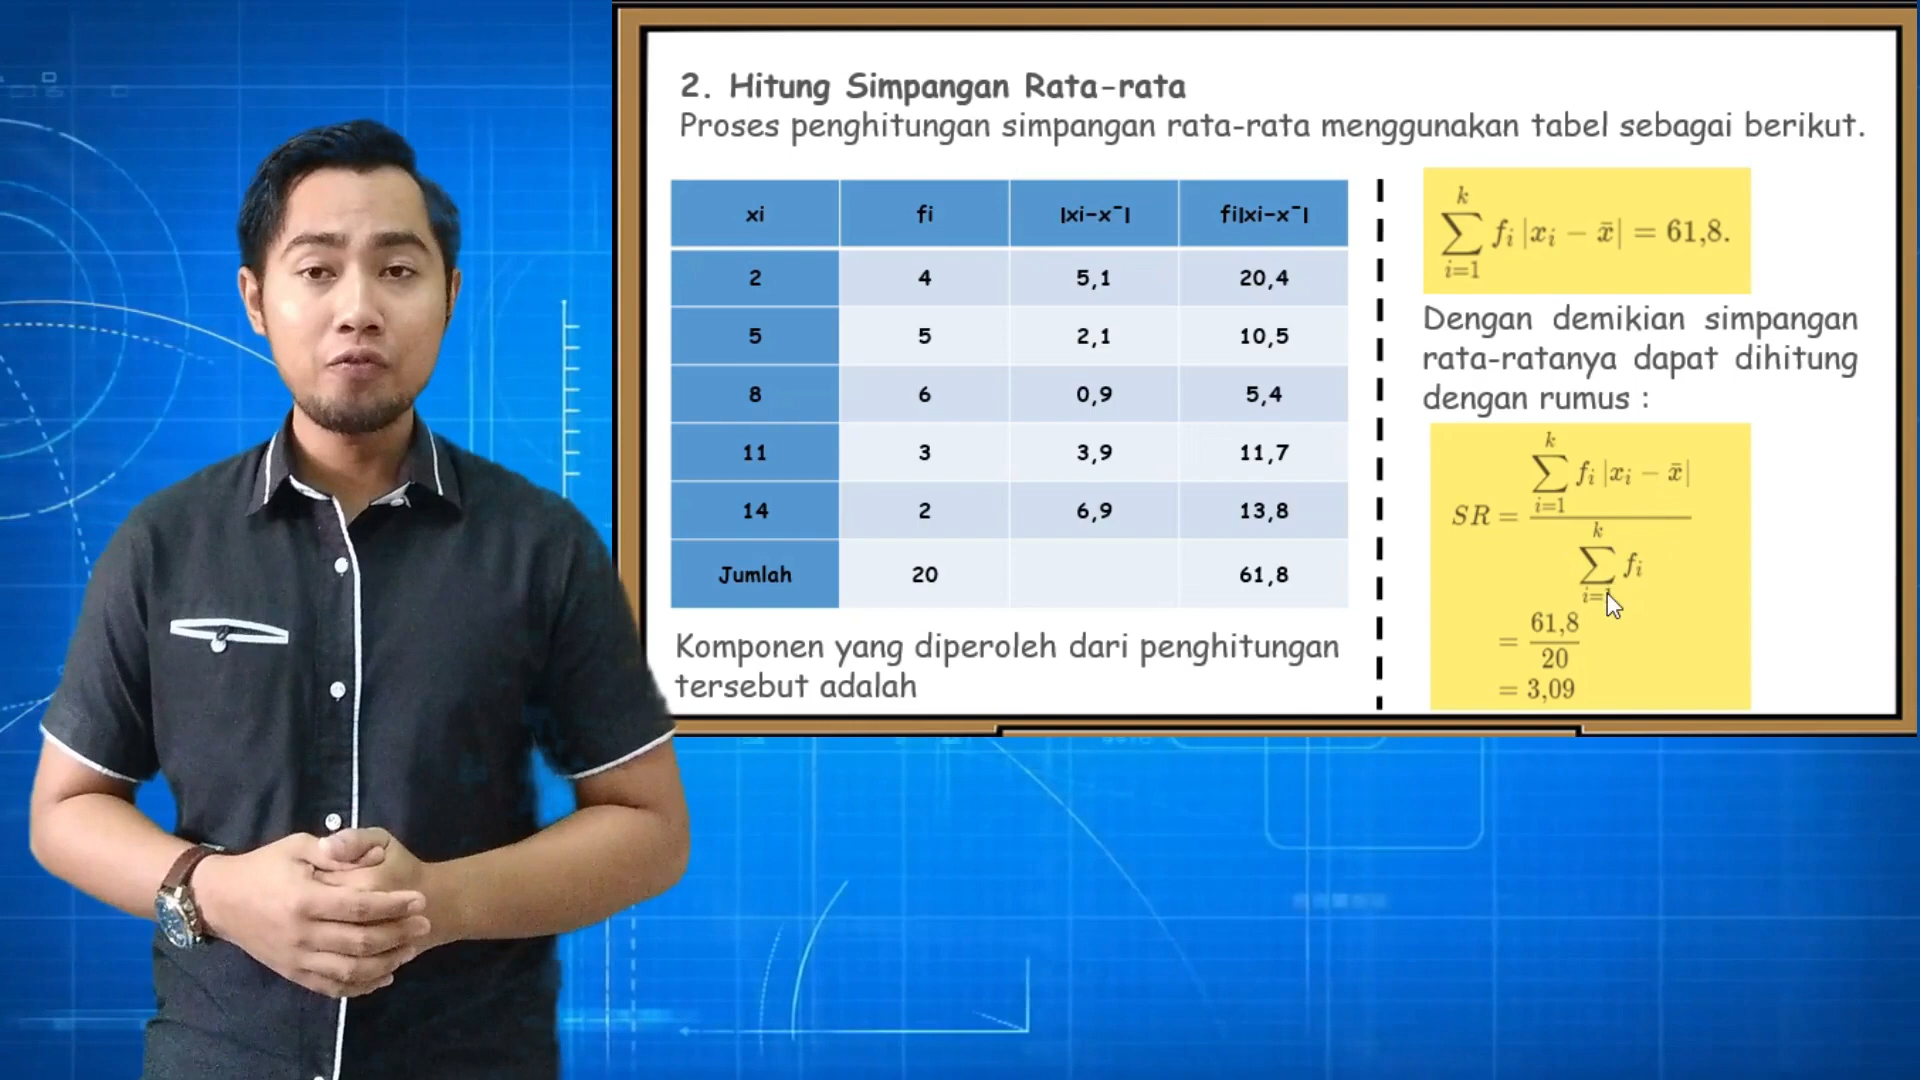 2. Hitung Simpangan Rata-rata
Proses penghitungan simpangan rata-rata menggunakan tabel sebagai berikut.
xi fi |xi-x¯| fi|xi-x¯|
2 4 5,1 20,4
5 5 2,1 10,5
8 6 0,9 5,4
11 3 3,9 11,7
14 2 6,9 13,8
Jumlah 20 61,8
Komponen yang diperoleh dari penghitungan
tersebut adalah
k
∑ fᵢ |xᵢ − x̄| = 61,8.
i=1
Dengan demikian simpangan
rata-ratanya dapat dihitung
dengan rumus :
k
∑ fᵢ |xᵢ − x̄|
i=1
SR =
k
∑ fᵢ
i=1
= 61,8
20
= 3,09